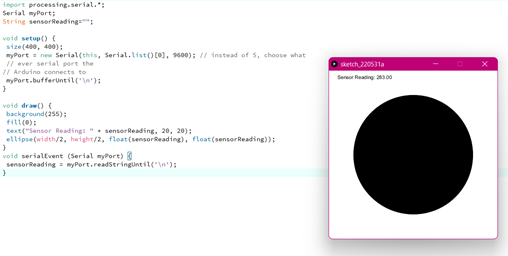 import processing.serial.*;
Serial myPort;
String sensorReading="";
void setup() {
size(400, 400);
myPort = new Serial(this, Serial.list()[0], 9600); // instead of 5, choose what
// ever serial port the
// Arduino connects to
myPort.bufferUntil('\n');
}
void draw() {
background(255);
fill(0);
text("Sensor Reading: " + sensorReading, 20, 20);
ellipse(width/2, height/2, float(sensorReading), float(sensorReading));
}
void serialEvent (Serial myPort) {
sensorReading = myPort.readStringUntil('\n');
}
sketch_220531a
Sensor Reading: 283.00